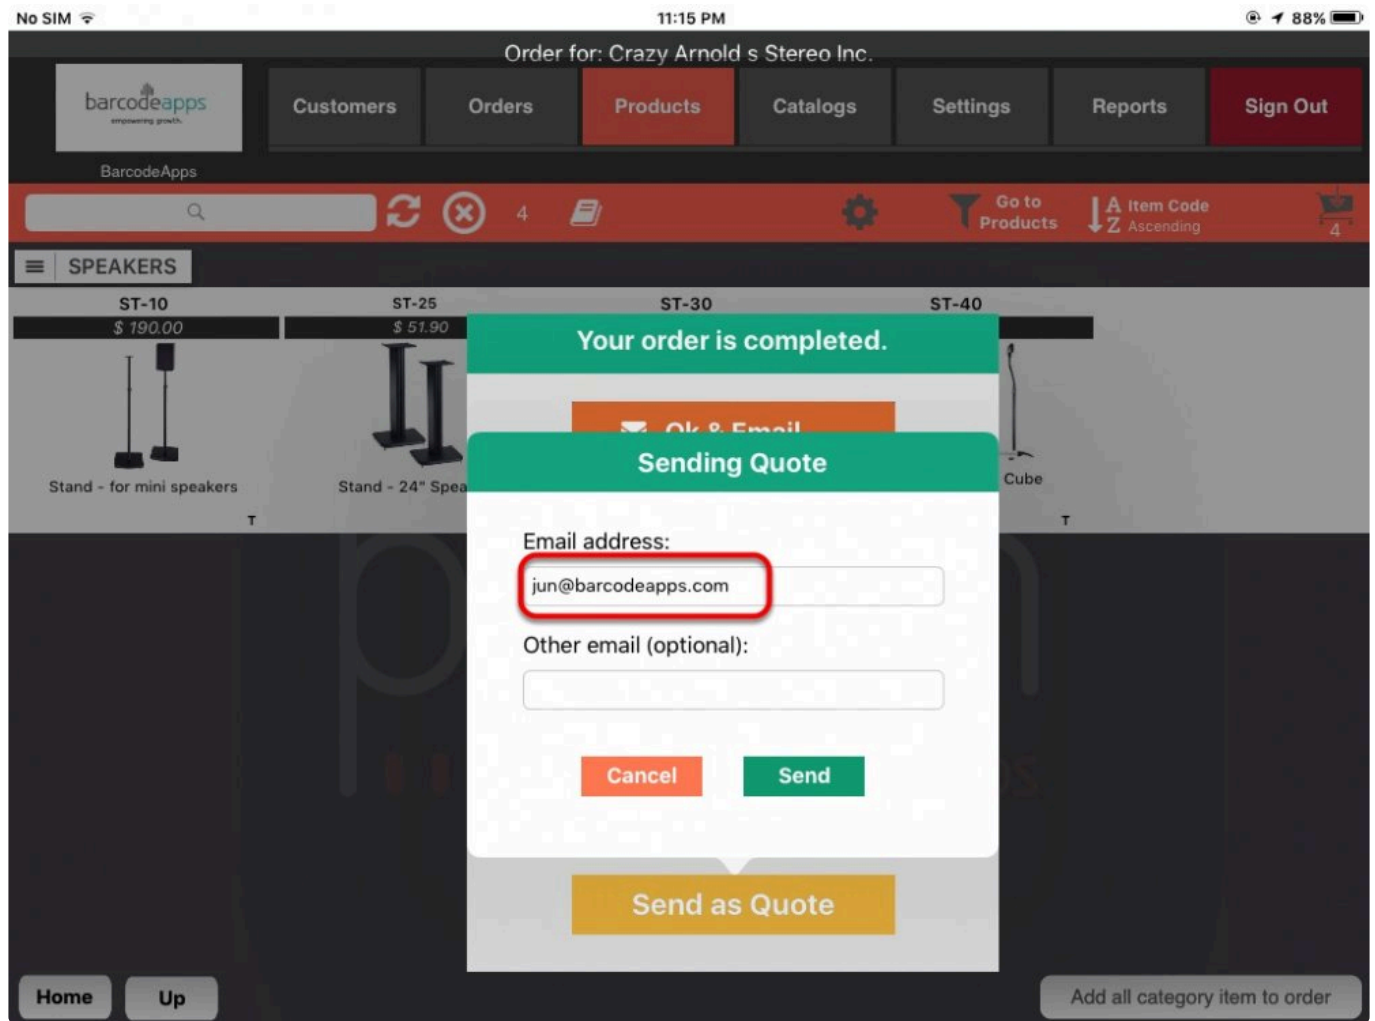 No SIM 11:15 PM 88%
Order for: Crazy Arnold s Stereo Inc.
barcodeapps
empowering growth.
Customers Orders Products Catalogs Settings Reports Sign Out
BarcodeApps
4 Go to Products A Z Item Code Ascending 4
SPEAKERS
ST-10 ST-25 ST-30 ST-40
$ 190.00 $ 51.90
Your order is completed.
Ok & Email
Sending Quote
Stand - for mini speakers Stand - 24" Spea Cube
T T
Email address:
jun@barcodeapps.com
Other email (optional):
Cancel Send
Send as Quote
Home Up Add all category item to order